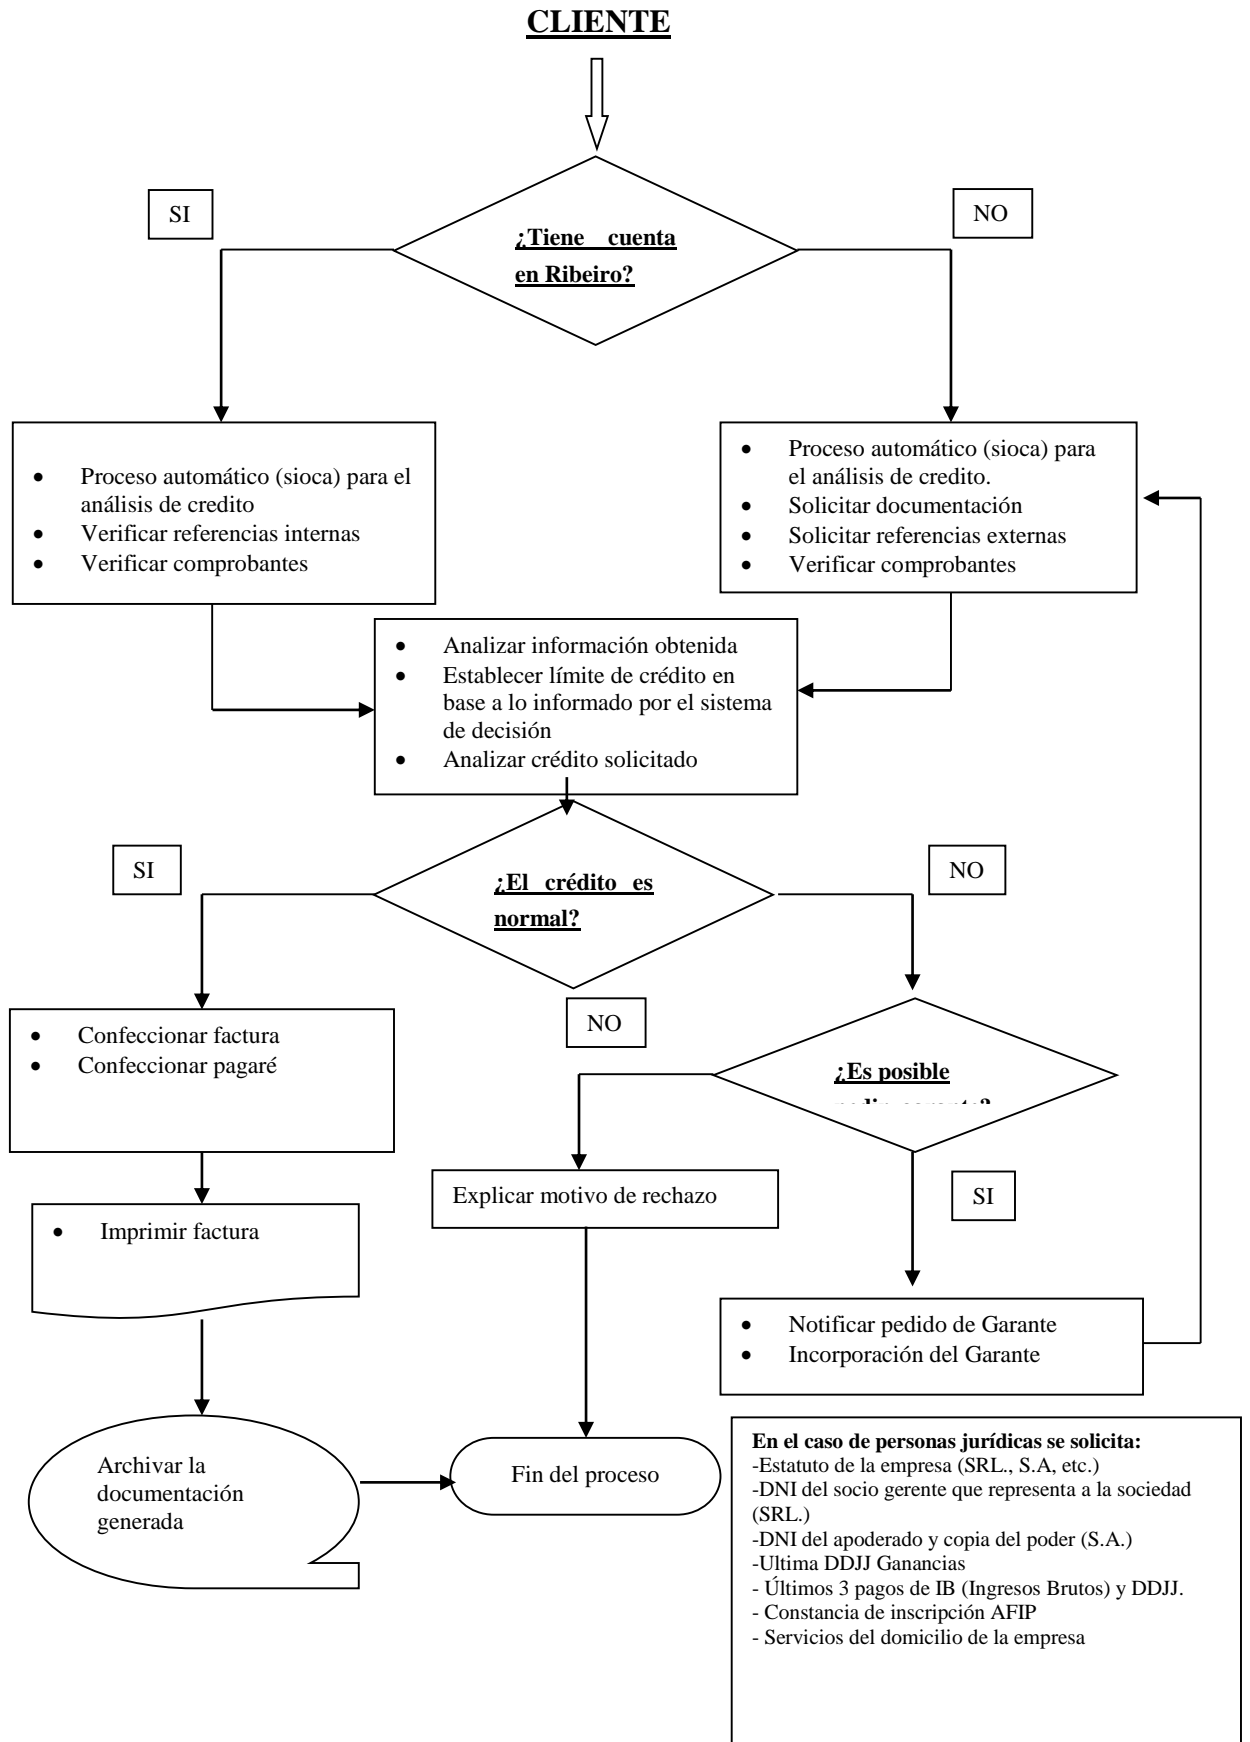 CLIENTE
SI
NO
¿Tiene cuenta
en Ribeiro?
• Proceso automático (sioca) para el
análisis de credito
• Verificar referencias internas
• Verificar comprobantes
• Proceso automático (sioca) para
el análisis de credito.
• Solicitar documentación
• Solicitar referencias externas
• Verificar comprobantes
• Analizar información obtenida
• Establecer límite de crédito en
base a lo informado por el sistema
de decisión
• Analizar crédito solicitado
SI
NO
¿El crédito es
normal?
NO
• Confeccionar factura
• Confeccionar pagaré
¿Es posible
Explicar motivo de rechazo
SI
• Imprimir factura
• Notificar pedido de Garante
• Incorporación del Garante
Archivar la
documentación
generada
Fin del proceso
En el caso de personas jurídicas se solicita:
-Estatuto de la empresa (SRL., S.A, etc.)
-DNI del socio gerente que representa a la sociedad
(SRL.)
-DNI del apoderado y copia del poder (S.A.)
-Ultima DDJJ Ganancias
- Últimos 3 pagos de IB (Ingresos Brutos) y DDJJ.
- Constancia de inscripción AFIP
- Servicios del domicilio de la empresa